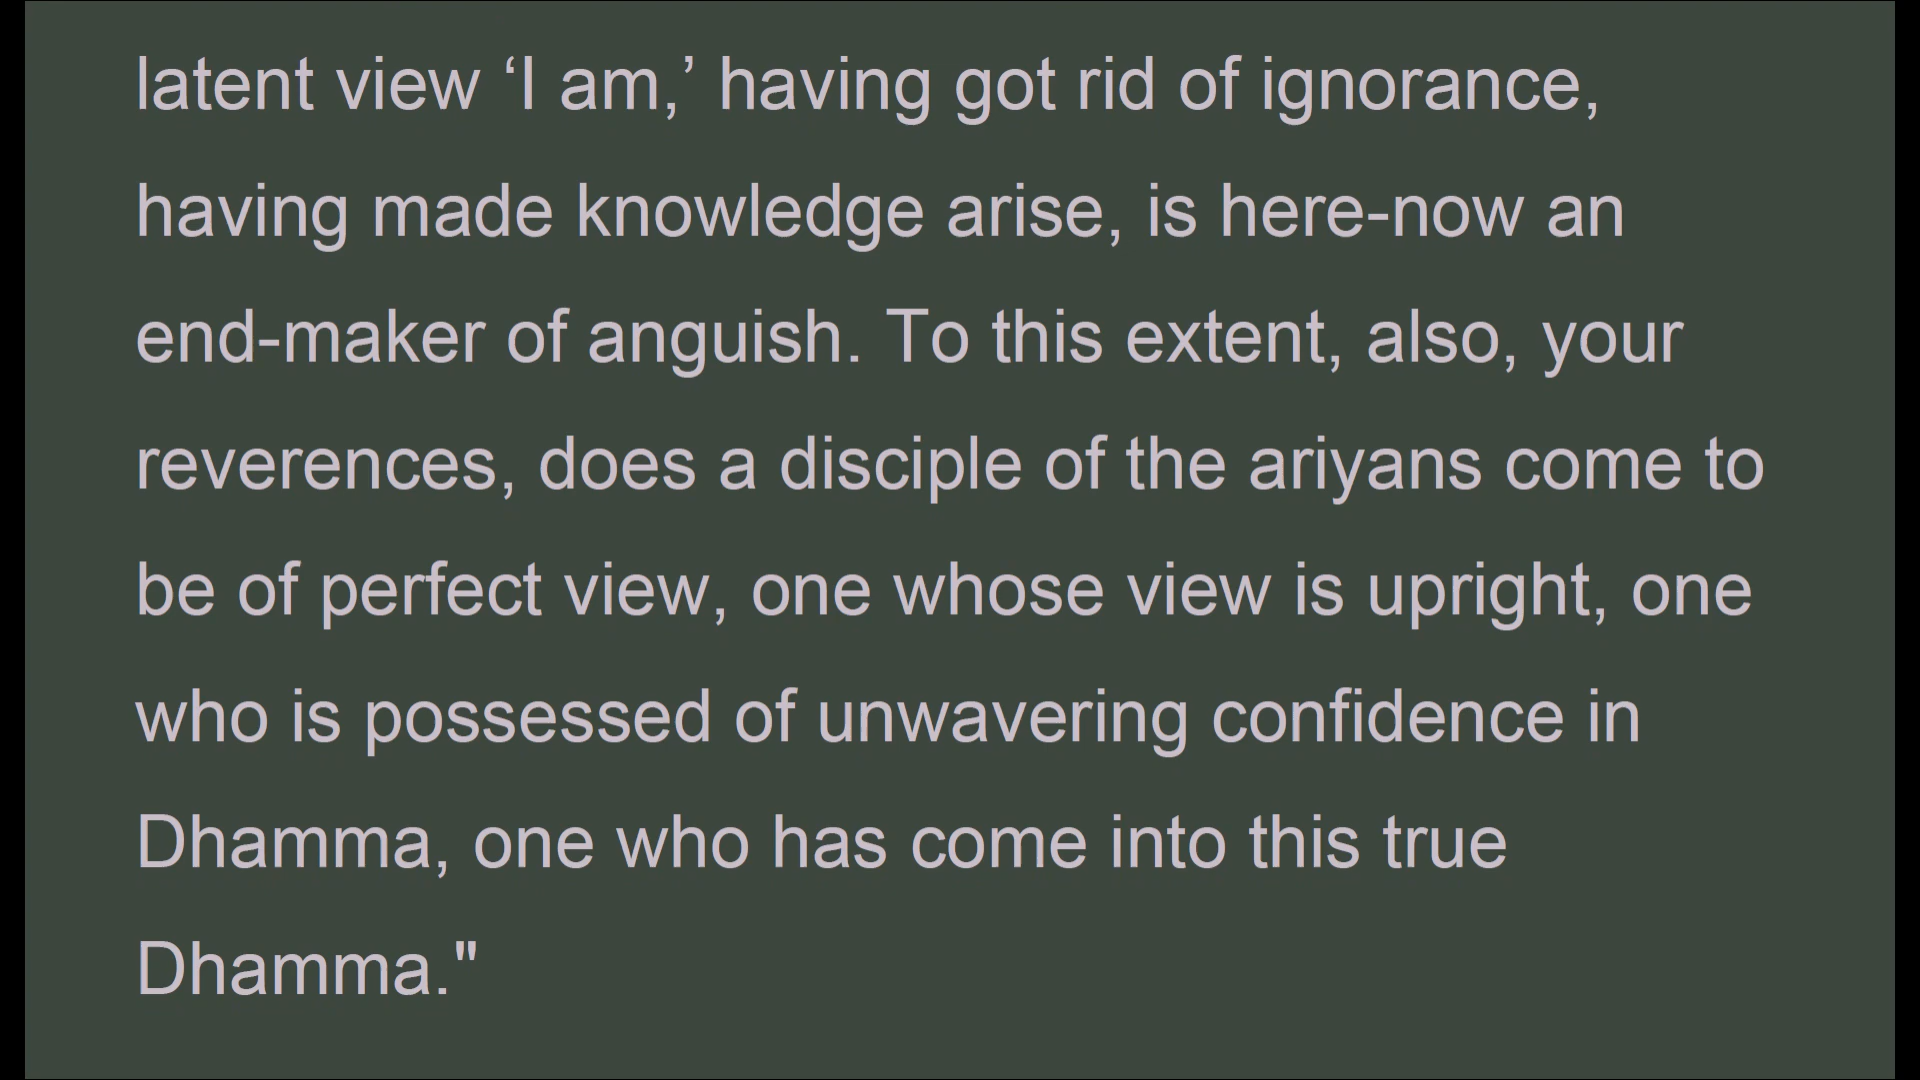 latent view ‘I am,’ having got rid of ignorance,
having made knowledge arise, is here-now an
end-maker of anguish. To this extent, also, your
reverences, does a disciple of the ariyans come to
be of perfect view, one whose view is upright, one
who is possessed of unwavering confidence in
Dhamma, one who has come into this true
Dhamma."